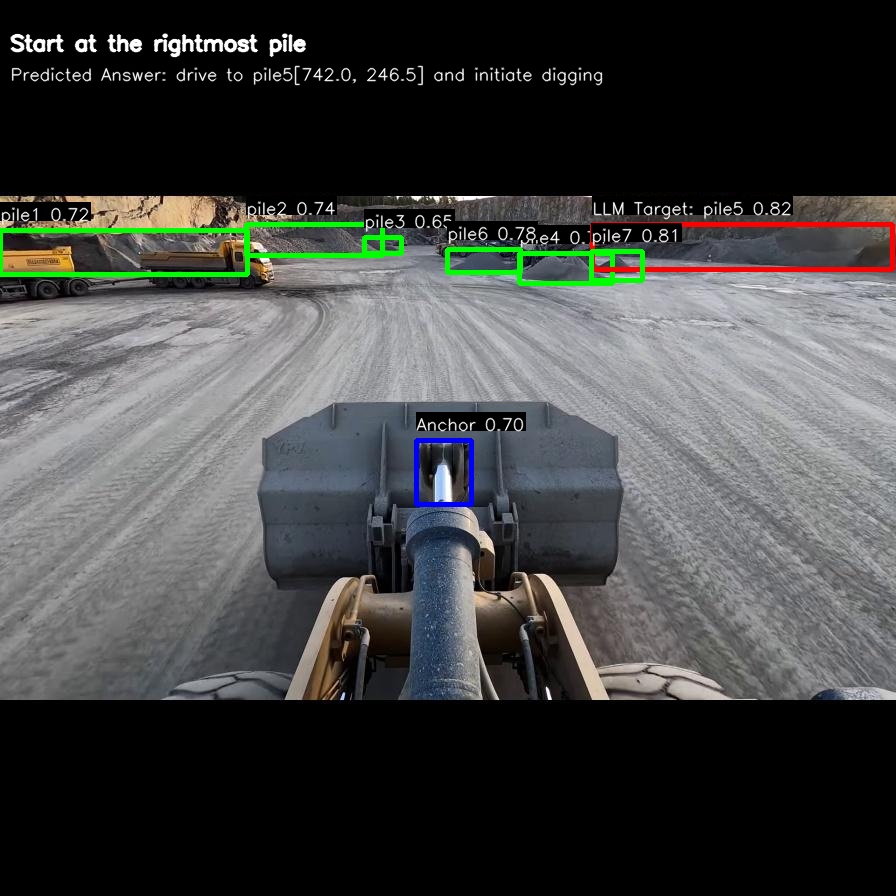 Start at the rightmost pile
Predicted Answer: drive to pile5[742.0, 246.5] and initiate digging
pile1 0.72
pile2 0.74
pile3 0.65
pile6 0.78
LLM Target: pile5 0.82
pile7 0.81
Anchor 0.70